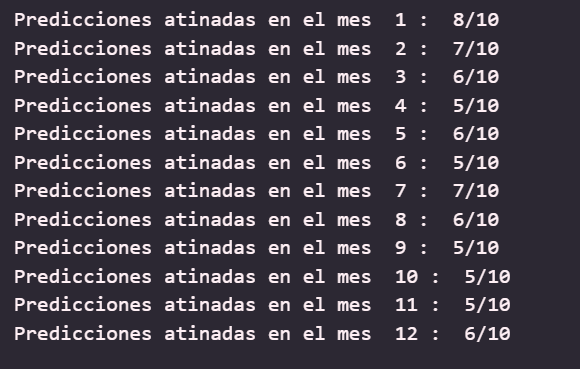 Predicciones atinadas en el mes  1 :  8/10
Predicciones atinadas en el mes  2 :  7/10
Predicciones atinadas en el mes  3 :  6/10
Predicciones atinadas en el mes  4 :  5/10
Predicciones atinadas en el mes  5 :  6/10
Predicciones atinadas en el mes  6 :  5/10
Predicciones atinadas en el mes  7 :  7/10
Predicciones atinadas en el mes  8 :  6/10
Predicciones atinadas en el mes  9 :  5/10
Predicciones atinadas en el mes  10 :  5/10
Predicciones atinadas en el mes  11 :  5/10
Predicciones atinadas en el mes  12 :  6/10